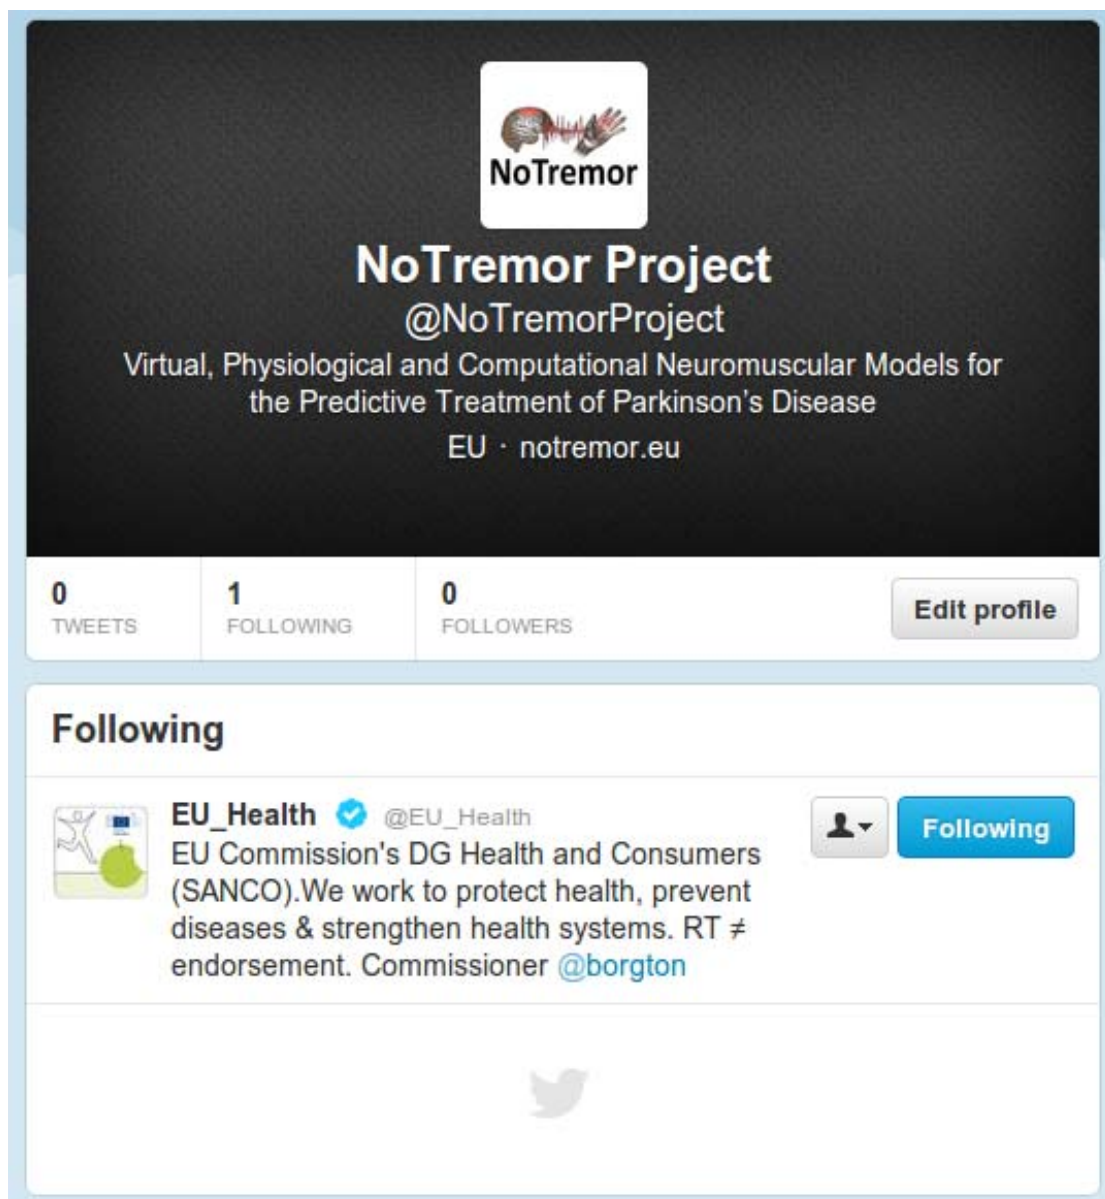 NoTremor
NoTremor Project
@NoTremorProject
Virtual, Physiological and Computational Neuromuscular Models for
the Predictive Treatment of Parkinson's Disease
EU · notremor.eu
0
TWEETS
1
FOLLOWING
0
FOLLOWERS
Edit profile
Following
EU_Health @EU_Health
Following
EU Commission's DG Health and Consumers
(SANCO).We work to protect health, prevent
diseases & strengthen health systems. RT ≠
endorsement. Commissioner @borgton